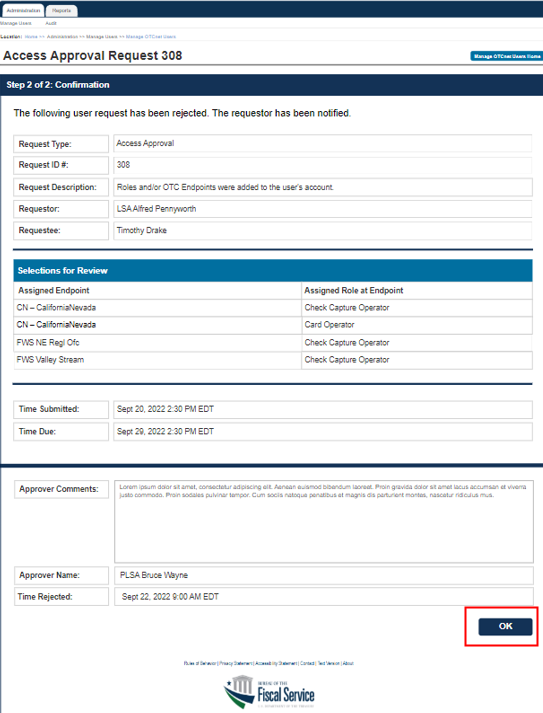 Administration Reports
Manage Users Audit
Location: Home >> Administration >> Manage Users >> Manage OTCnet Users
Access Approval Request 308
Manage OTCnet Users Home
Step 2 of 2: Confirmation
The following user request has been rejected. The requestor has been notified.
Request Type: Access Approval
Request ID #: 308
Request Description: Roles and/or OTC Endpoints were added to the user's account.
Requestor: LSA Alfred Pennyworth
Requestee: Timothy Drake
Selections for Review
Assigned Endpoint Assigned Role at Endpoint
CN – CaliforniaNevada Check Capture Operator
CN – CaliforniaNevada Card Operator
FWS NE Regl Ofc Check Capture Operator
FWS Valley Stream Check Capture Operator
Time Submitted: Sept 20, 2022 2:30 PM EDT
Time Due: Sept 29, 2022 2:30 PM EDT
Approver Comments: Lorem ipsum dolor sit amet, consectetur adipiscing elit. Aenean euismod bibendum laoreet. Proin gravida dolor sit amet lacus accumsan et viverra
justo commodo. Proin sodales pulvinar tempor. Cum sociis natoque penatibus et magnis dis parturient montes, nascetur ridiculus mus.
Approver Name: PLSA Bruce Wayne
Time Rejected: Sept 22, 2022 9:00 AM EDT
OK
Rules of Behavior | Privacy Statement | Accessibility Statement | Contact | Text Version | About
BUREAU OF THE
Fiscal Service
U.S. DEPARTMENT OF THE TREASURY